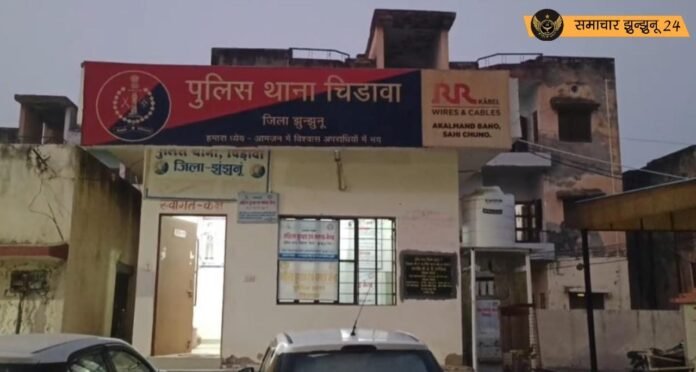 समाचार झुन्झुनू 24
पुलिस थाना चिडावा
जिला झुन्झुनू
हमारा ध्येय - आमजन में विश्वास अपराधियों में भय
RR
KABEL
WIRES & CABLES
AKALMAND BANO,
SAHI CHUNO.
पुलिस थाना, चिड़ावा
जिला-झुंझुनूं
स्वागत-कक्ष